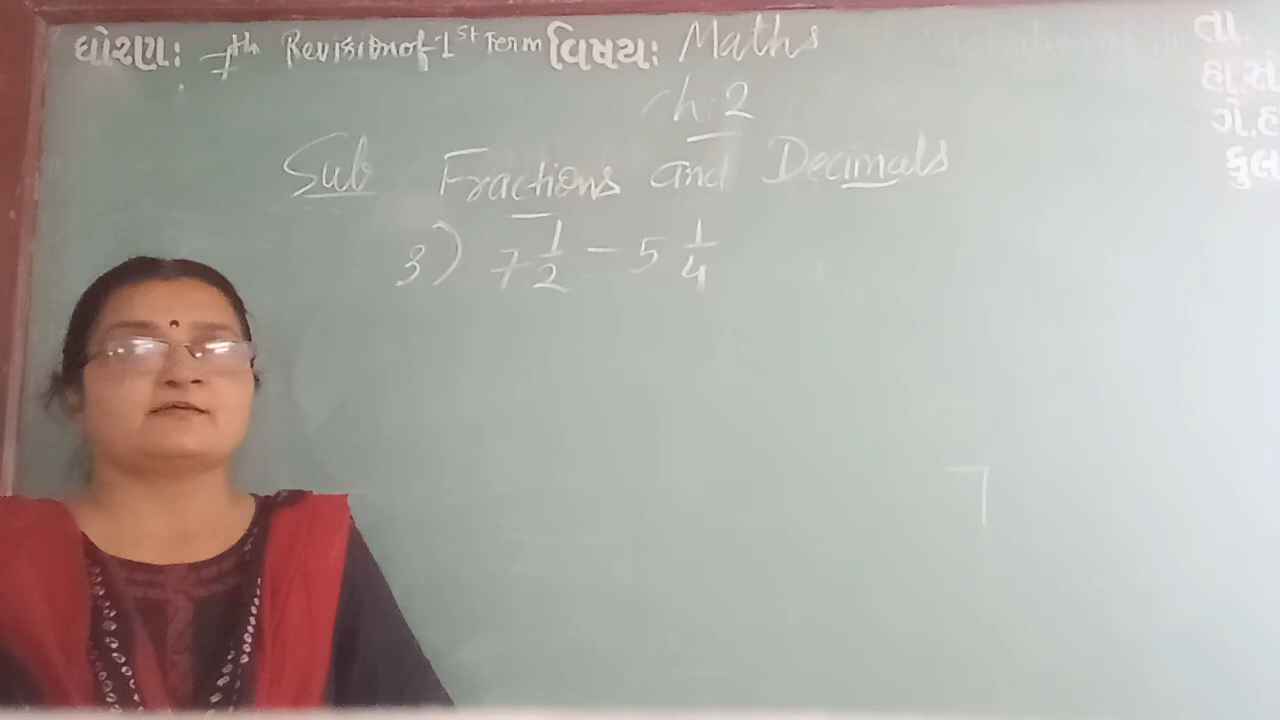 ધોરણ: 7th Revision of 1st Term વિષય: Maths
ch:2
Sub Fractions and Decimals
3) 7 1/2 - 5 1/4
તા.
હા.સં
ગે.હ
કુલ